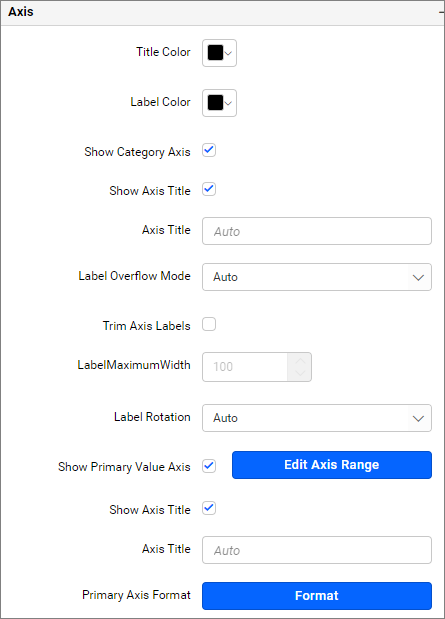 Axis
Title Color
Label Color
Show Category Axis
Show Axis Title
Axis Title Auto
Label Overflow Mode Auto
Trim Axis Labels
LabelMaximumWidth 100
Label Rotation Auto
Show Primary Value Axis Edit Axis Range
Show Axis Title
Axis Title Auto
Primary Axis Format Format